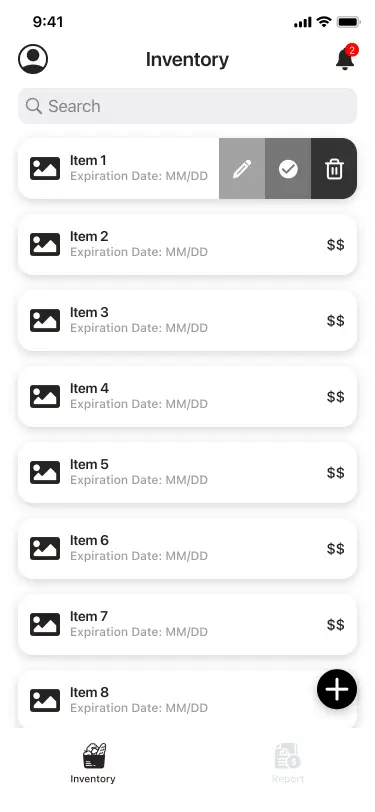 9:41
Inventory
2
Search
Item 1
Expiration Date: MM/DD
Item 2
Expiration Date: MM/DD
$$
Item 3
Expiration Date: MM/DD
$$
Item 4
Expiration Date: MM/DD
$$
Item 5
Expiration Date: MM/DD
$$
Item 6
Expiration Date: MM/DD
$$
Item 7
Expiration Date: MM/DD
$$
Item 8
Expiration Date: MM/DD
Inventory
Report